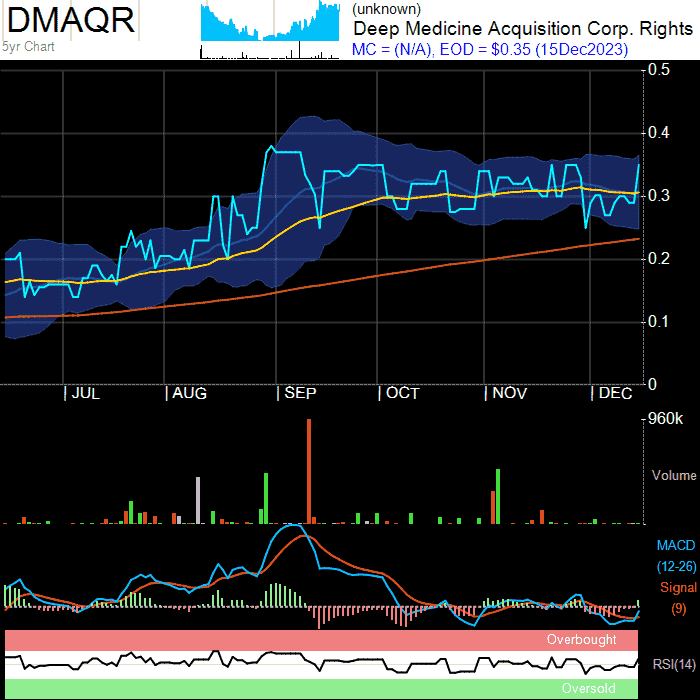 DMAQR
5yr Chart
(unknown)
Deep Medicine Acquisition Corp. Rights
MC = (N/A), EOD = $0.35 (15Dec2023)
0.5
0.4
0.3
0.2
0.1
0
| JUL | AUG | SEP | OCT | NOV | DEC
960k
Volume
MACD
(12-26)
Signal
(9)
Overbought
RSI(14)
Oversold